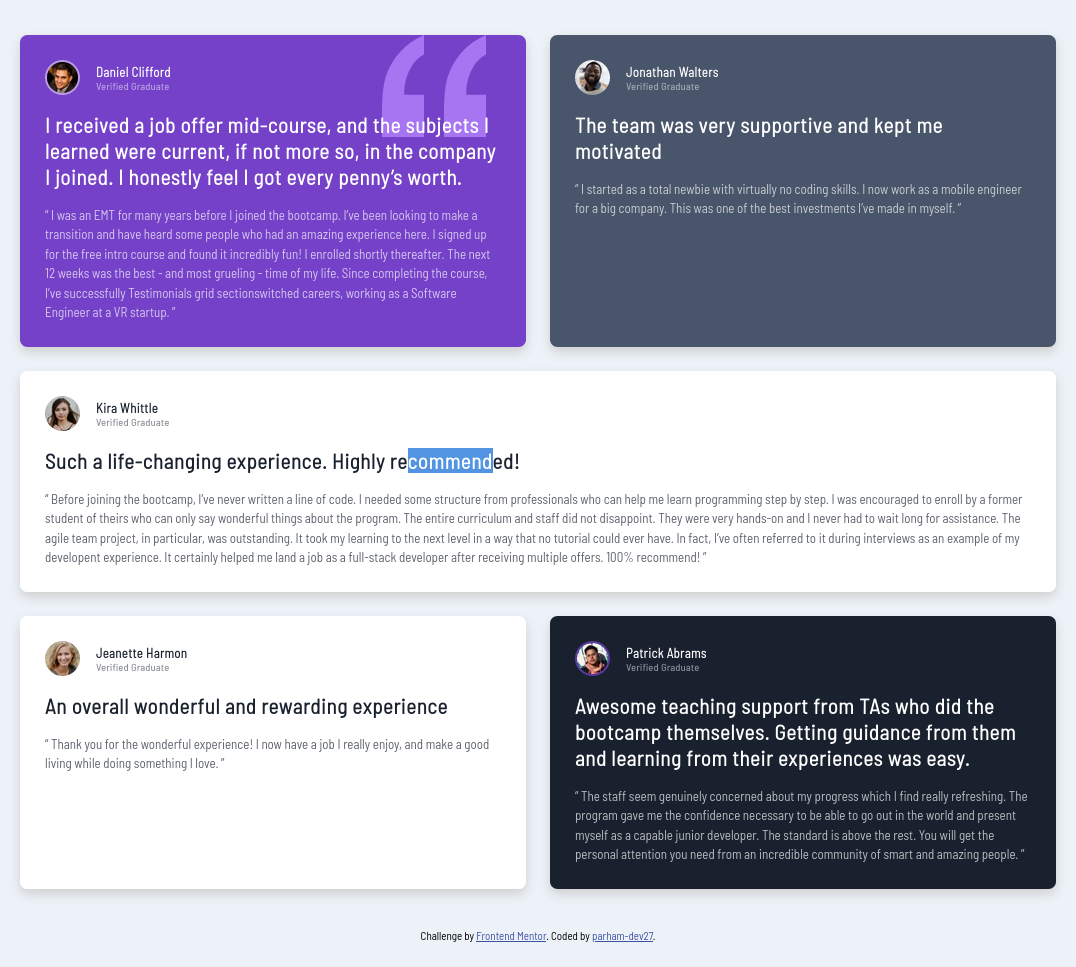 Daniel Clifford
Verified Graduate
I received a job offer mid-course, and the subjects I
learned were current, if not more so, in the company
I joined. I honestly feel I got every penny’s worth.
“ I was an EMT for many years before I joined the bootcamp. I’ve been looking to make a
transition and have heard some people who had an amazing experience here. I signed up
for the free intro course and found it incredibly fun! I enrolled shortly thereafter. The next
12 weeks was the best - and most grueling - time of my life. Since completing the course,
I’ve successfully Testimonials grid sectionswitched careers, working as a Software
Engineer at a VR startup. ”
Jonathan Walters
Verified Graduate
The team was very supportive and kept me
motivated
“ I started as a total newbie with virtually no coding skills. I now work as a mobile engineer
for a big company. This was one of the best investments I’ve made in myself. ”
Kira Whittle
Verified Graduate
Such a life-changing experience. Highly recommended!
“ Before joining the bootcamp, I’ve never written a line of code. I needed some structure from professionals who can help me learn programming step by step. I was encouraged to enroll by a former
student of theirs who can only say wonderful things about the program. The entire curriculum and staff did not disappoint. They were very hands-on and I never had to wait long for assistance. The
agile team project, in particular, was outstanding. It took my learning to the next level in a way that no tutorial could ever have. In fact, I’ve often referred to it during interviews as an example of my
developent experience. It certainly helped me land a job as a full-stack developer after receiving multiple offers. 100% recommend! ”
Jeanette Harmon
Verified Graduate
An overall wonderful and rewarding experience
“ Thank you for the wonderful experience! I now have a job I really enjoy, and make a good
living while doing something I love. ”
Patrick Abrams
Verified Graduate
Awesome teaching support from TAs who did the
bootcamp themselves. Getting guidance from them
and learning from their experiences was easy.
“ The staff seem genuinely concerned about my progress which I find really refreshing. The
program gave me the confidence necessary to be able to go out in the world and present
myself as a capable junior developer. The standard is above the rest. You will get the
personal attention you need from an incredible community of smart and amazing people. ”
Challenge by Frontend Mentor. Coded by parham-dev27.